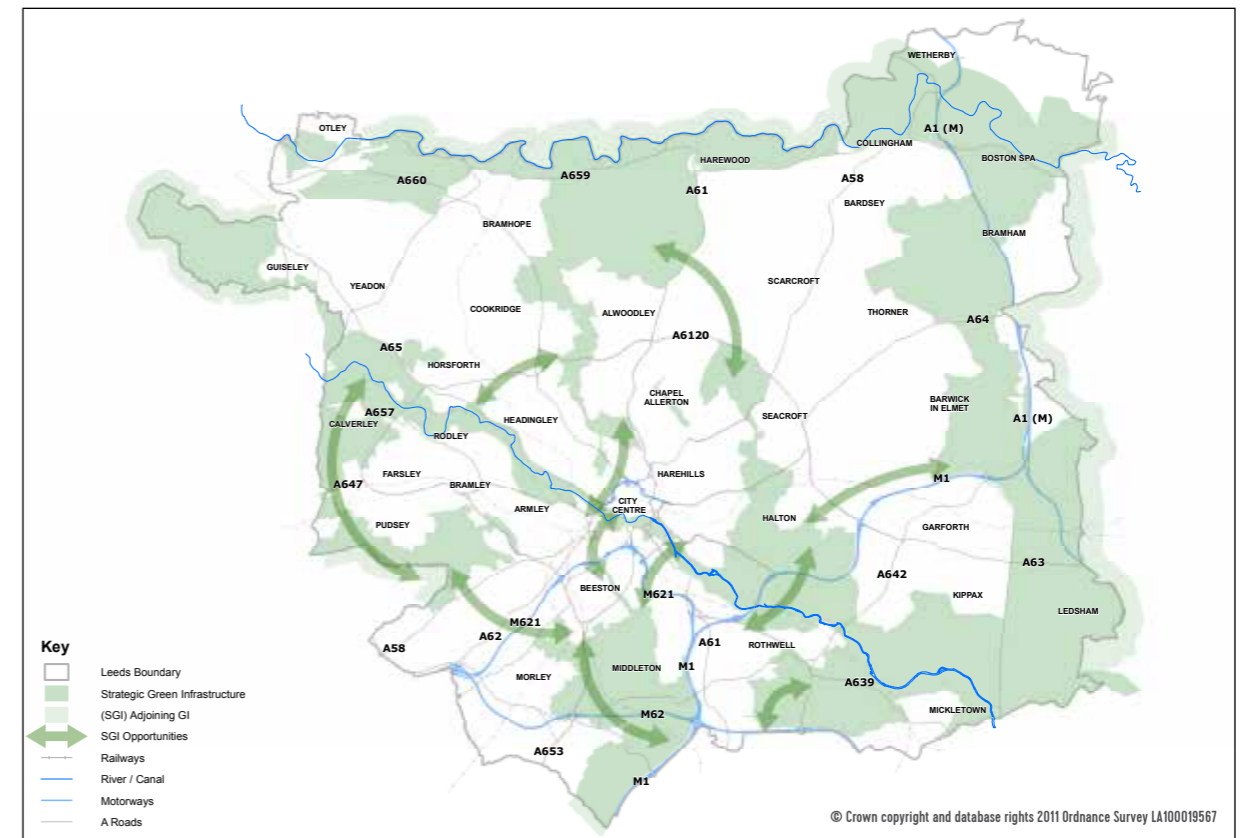 WETHERBY
OTLEY
A1 (M)
COLLINGHAM
HAREWOOD
BOSTON SPA
A660
A659
A61
A58
BARDSEY
BRAMHOPE
BRAMHAM
GUISELEY
YEADON
SCARCROFT
COOKRIDGE
ALWOODLEY
THORNER
A64
A6120
A65
HORSFORTH
CHAPEL
ALLERTON
BARWICK
IN ELMET
A657
CALVERLEY
HEADINGLEY
SEACROFT
A1 (M)
RODLEY
FARSLEY
HAREHILLS
A647
BRAMLEY
M1
ARMLEY
CITY
CENTRE
HALTON
PUDSEY
GARFORTH
A63
A642
BEESTON
M621
KIPPAX
LEDSHAM
M621
A62
A61
ROTHWELL
A58
MIDDLETON
M1
MORLEY
A639
MICKLETOWN
M62
A653
M1
Key
Leeds Boundary
Strategic Green Infrastructure
(SGI) Adjoining GI
SGI Opportunities
Railways
River / Canal
Motorways
A Roads
© Crown copyright and database rights 2011 Ordnance Survey LA100019567